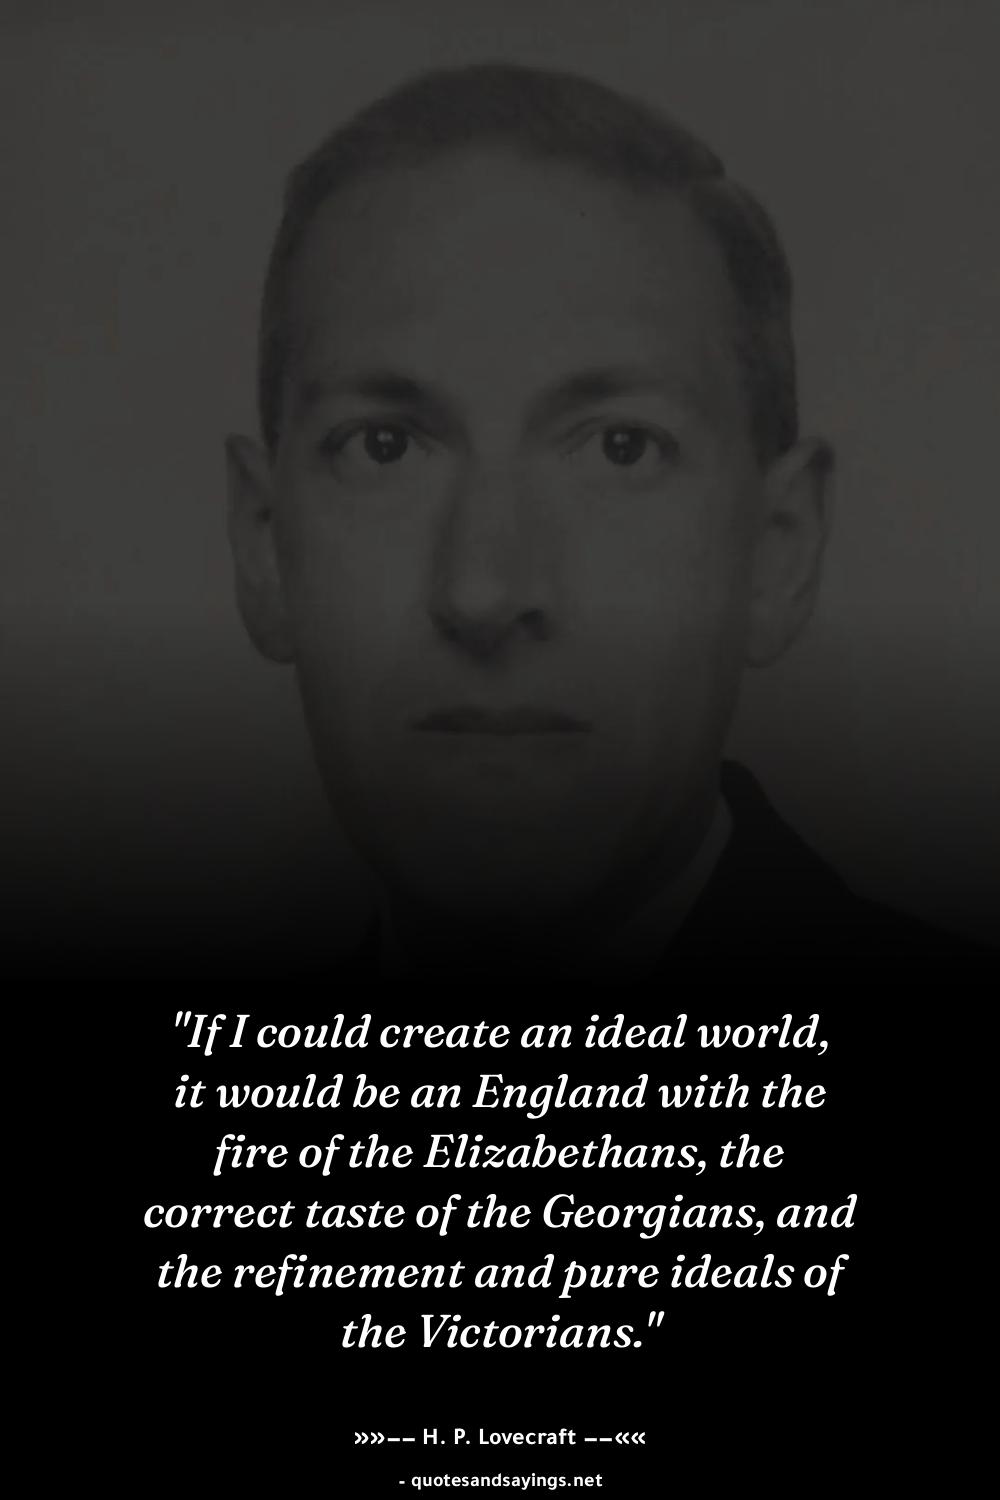 "If I could create an ideal world,
it would be an England with the
fire of the Elizabethans, the
correct taste of the Georgians, and
the refinement and pure ideals of
the Victorians."
»»—— H. P. Lovecraft ——««
- quotesandsayings.net